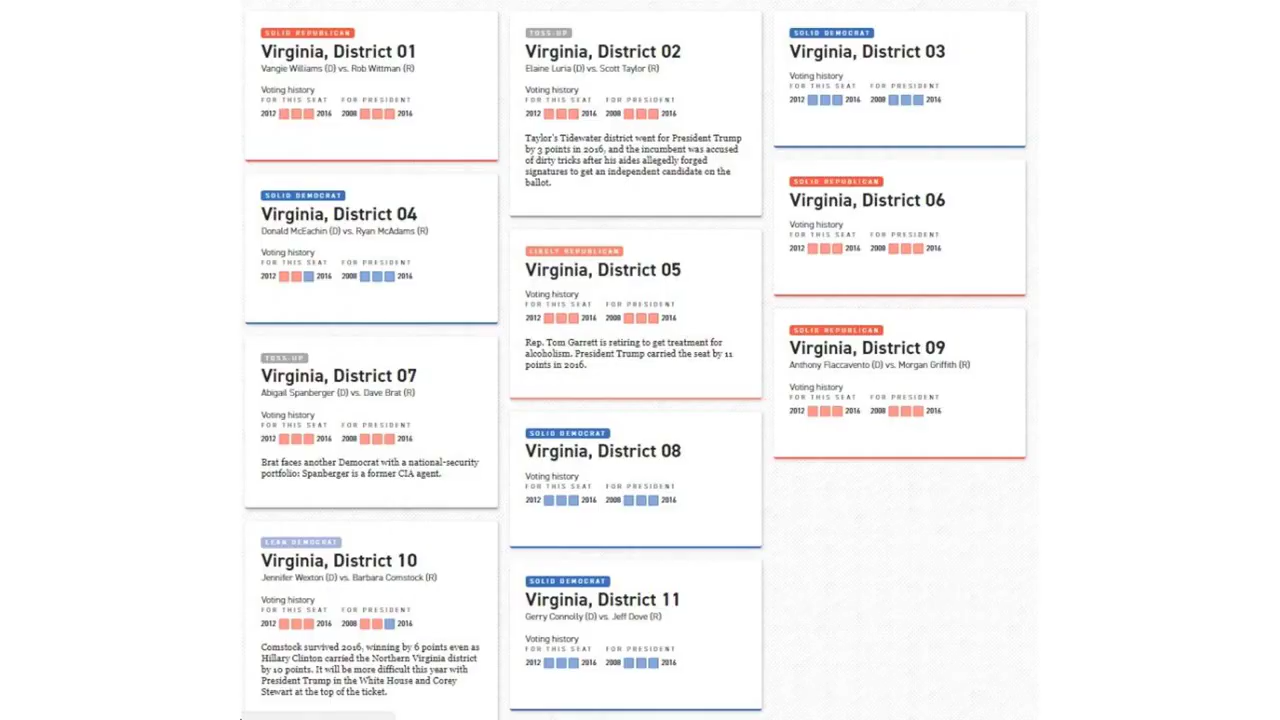 SOLID REPUBLICAN
Virginia, District 01
Vangie Williams (D) vs. Rob Wittman (R)
Voting history
FOR THIS SEAT FOR PRESIDENT
2012 2016 2008 2016
TOSS-UP
Virginia, District 02
Elaine Luria (D) vs. Scott Taylor (R)
Voting history
FOR THIS SEAT FOR PRESIDENT
2012 2016 2008 2016
Taylor's Tidewater district went for President Trump
by 3 points in 2016, and the incumbent was accused
of dirty tricks after his aides allegedly forged
signatures to get an independent candidate on the
ballot.
SOLID DEMOCRAT
Virginia, District 03
Voting history
FOR THIS SEAT FOR PRESIDENT
2012 2016 2008 2016
SOLID DEMOCRAT
Virginia, District 04
Donald McEachin (D) vs. Ryan McAdams (R)
Voting history
FOR THIS SEAT FOR PRESIDENT
2012 2016 2008 2016
LIKELY REPUBLICAN
Virginia, District 05
Voting history
FOR THIS SEAT FOR PRESIDENT
2012 2016 2008 2016
Rep. Tom Garrett is retiring to get treatment for
alcoholism. President Trump carried the seat by 11
points in 2016.
SOLID REPUBLICAN
Virginia, District 06
Voting history
FOR THIS SEAT FOR PRESIDENT
2012 2016 2008 2016
TOSS-UP
Virginia, District 07
Abigail Spanberger (D) vs. Dave Brat (R)
Voting history
FOR THIS SEAT FOR PRESIDENT
2012 2016 2008 2016
Brat faces another Democrat with a national-security
portfolio: Spanberger is a former CIA agent.
SOLID DEMOCRAT
Virginia, District 08
Voting history
FOR THIS SEAT FOR PRESIDENT
2012 2016 2008 2016
SOLID REPUBLICAN
Virginia, District 09
Anthony Flaccavento (D) vs. Morgan Griffith (R)
Voting history
FOR THIS SEAT FOR PRESIDENT
2012 2016 2008 2016
LEAN DEMOCRAT
Virginia, District 10
Jennifer Wexton (D) vs. Barbara Comstock (R)
Voting history
FOR THIS SEAT FOR PRESIDENT
2012 2016 2008 2016
Comstock survived 2016, winning by 6 points even as
Hillary Clinton carried the Northern Virginia district
by 10 points. It will be more difficult this year with
President Trump in the White House and Corey
Stewart at the top of the ticket.
SOLID DEMOCRAT
Virginia, District 11
Gerry Connolly (D) vs. Jeff Dove (R)
Voting history
FOR THIS SEAT FOR PRESIDENT
2012 2016 2008 2016